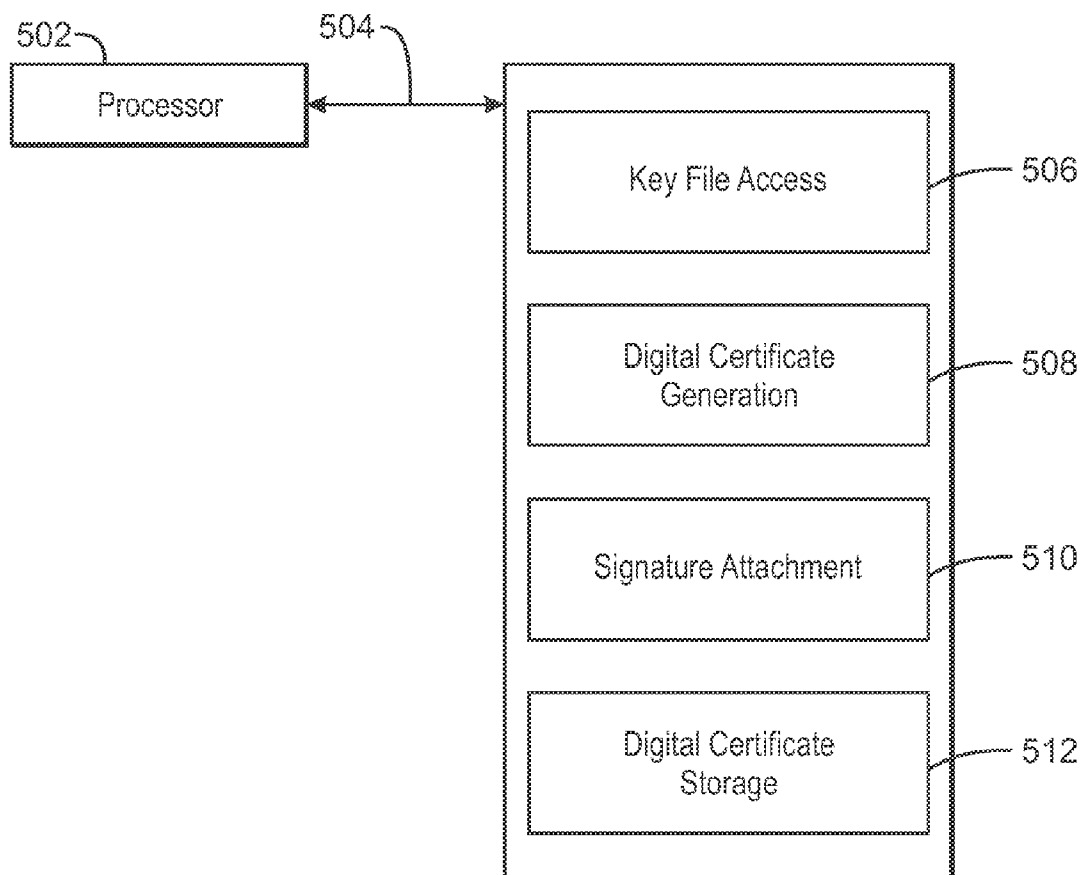 502
504
Processor
Key File Access
506
Digital Certificate
Generation
508
Signature Attachment
510
Digital Certificate
Storage
512